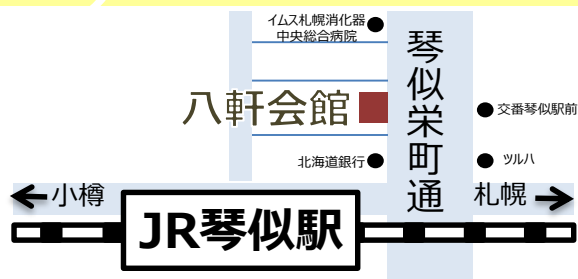 イムス札幌消化器
中央総合病院
琴似栄町通
八軒会館
交番琴似駅前
北海道銀行
ツルハ
小樽
札幌
JR琴似駅